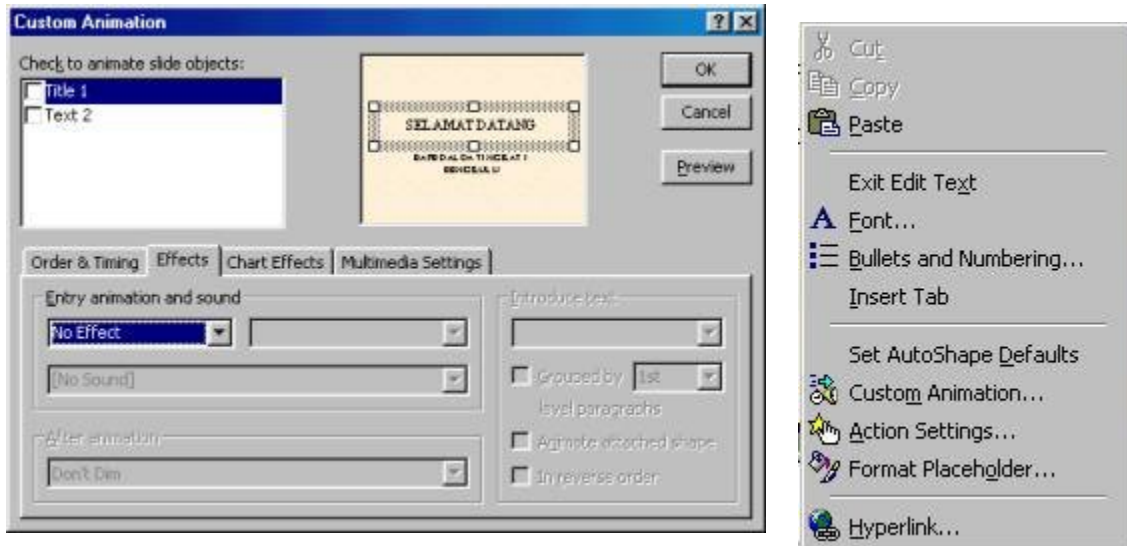 Custom Animation
Check to animate slide objects:
Title 1
Text 2
SELAMAT DATANG
BENGKULU
OK
Cancel
Preview
Order & Timing Effects Chart Effects Multimedia Settings
Entry animation and sound
No Effect
[No Sound]
After animation
Don't Dim
Introduce text
Grouped by 1st
level paragraphs
Animate attached shape
In reverse order
Cut
Copy
Paste
Exit Edit Text
Font...
Bullets and Numbering...
Insert Tab
Set AutoShape Defaults
Custom Animation...
Action Settings...
Format Placeholder...
Hyperlink...